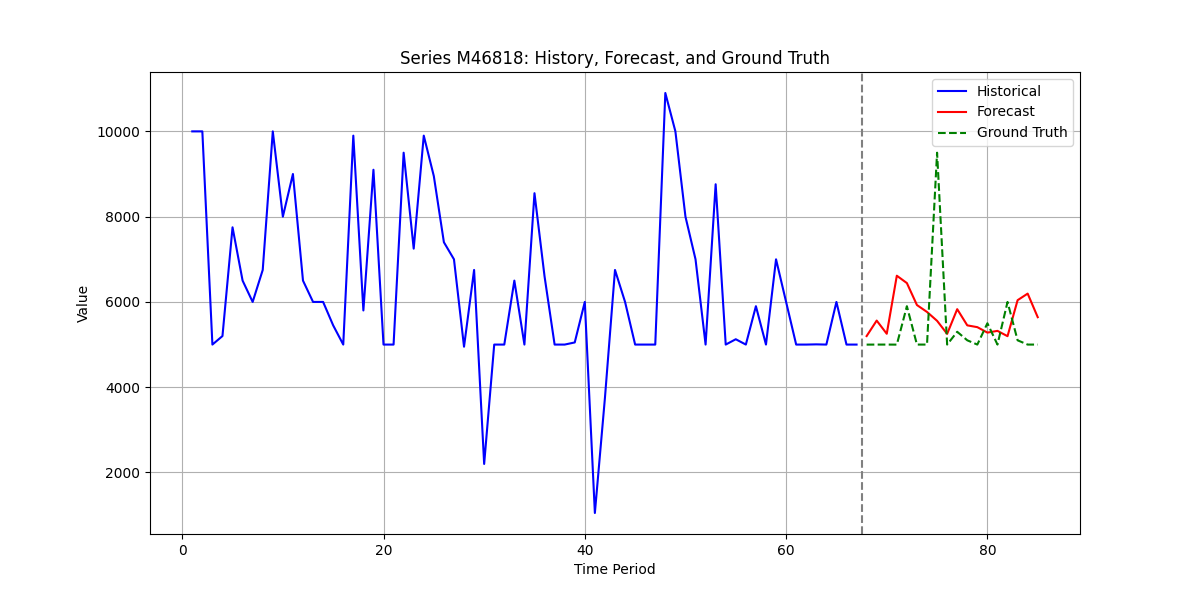 Series M46818: History, Forecast, and Ground Truth
Historical
Forecast
Ground Truth
10000
8000
6000
4000
2000
Value
0 20 40 60 80
Time Period